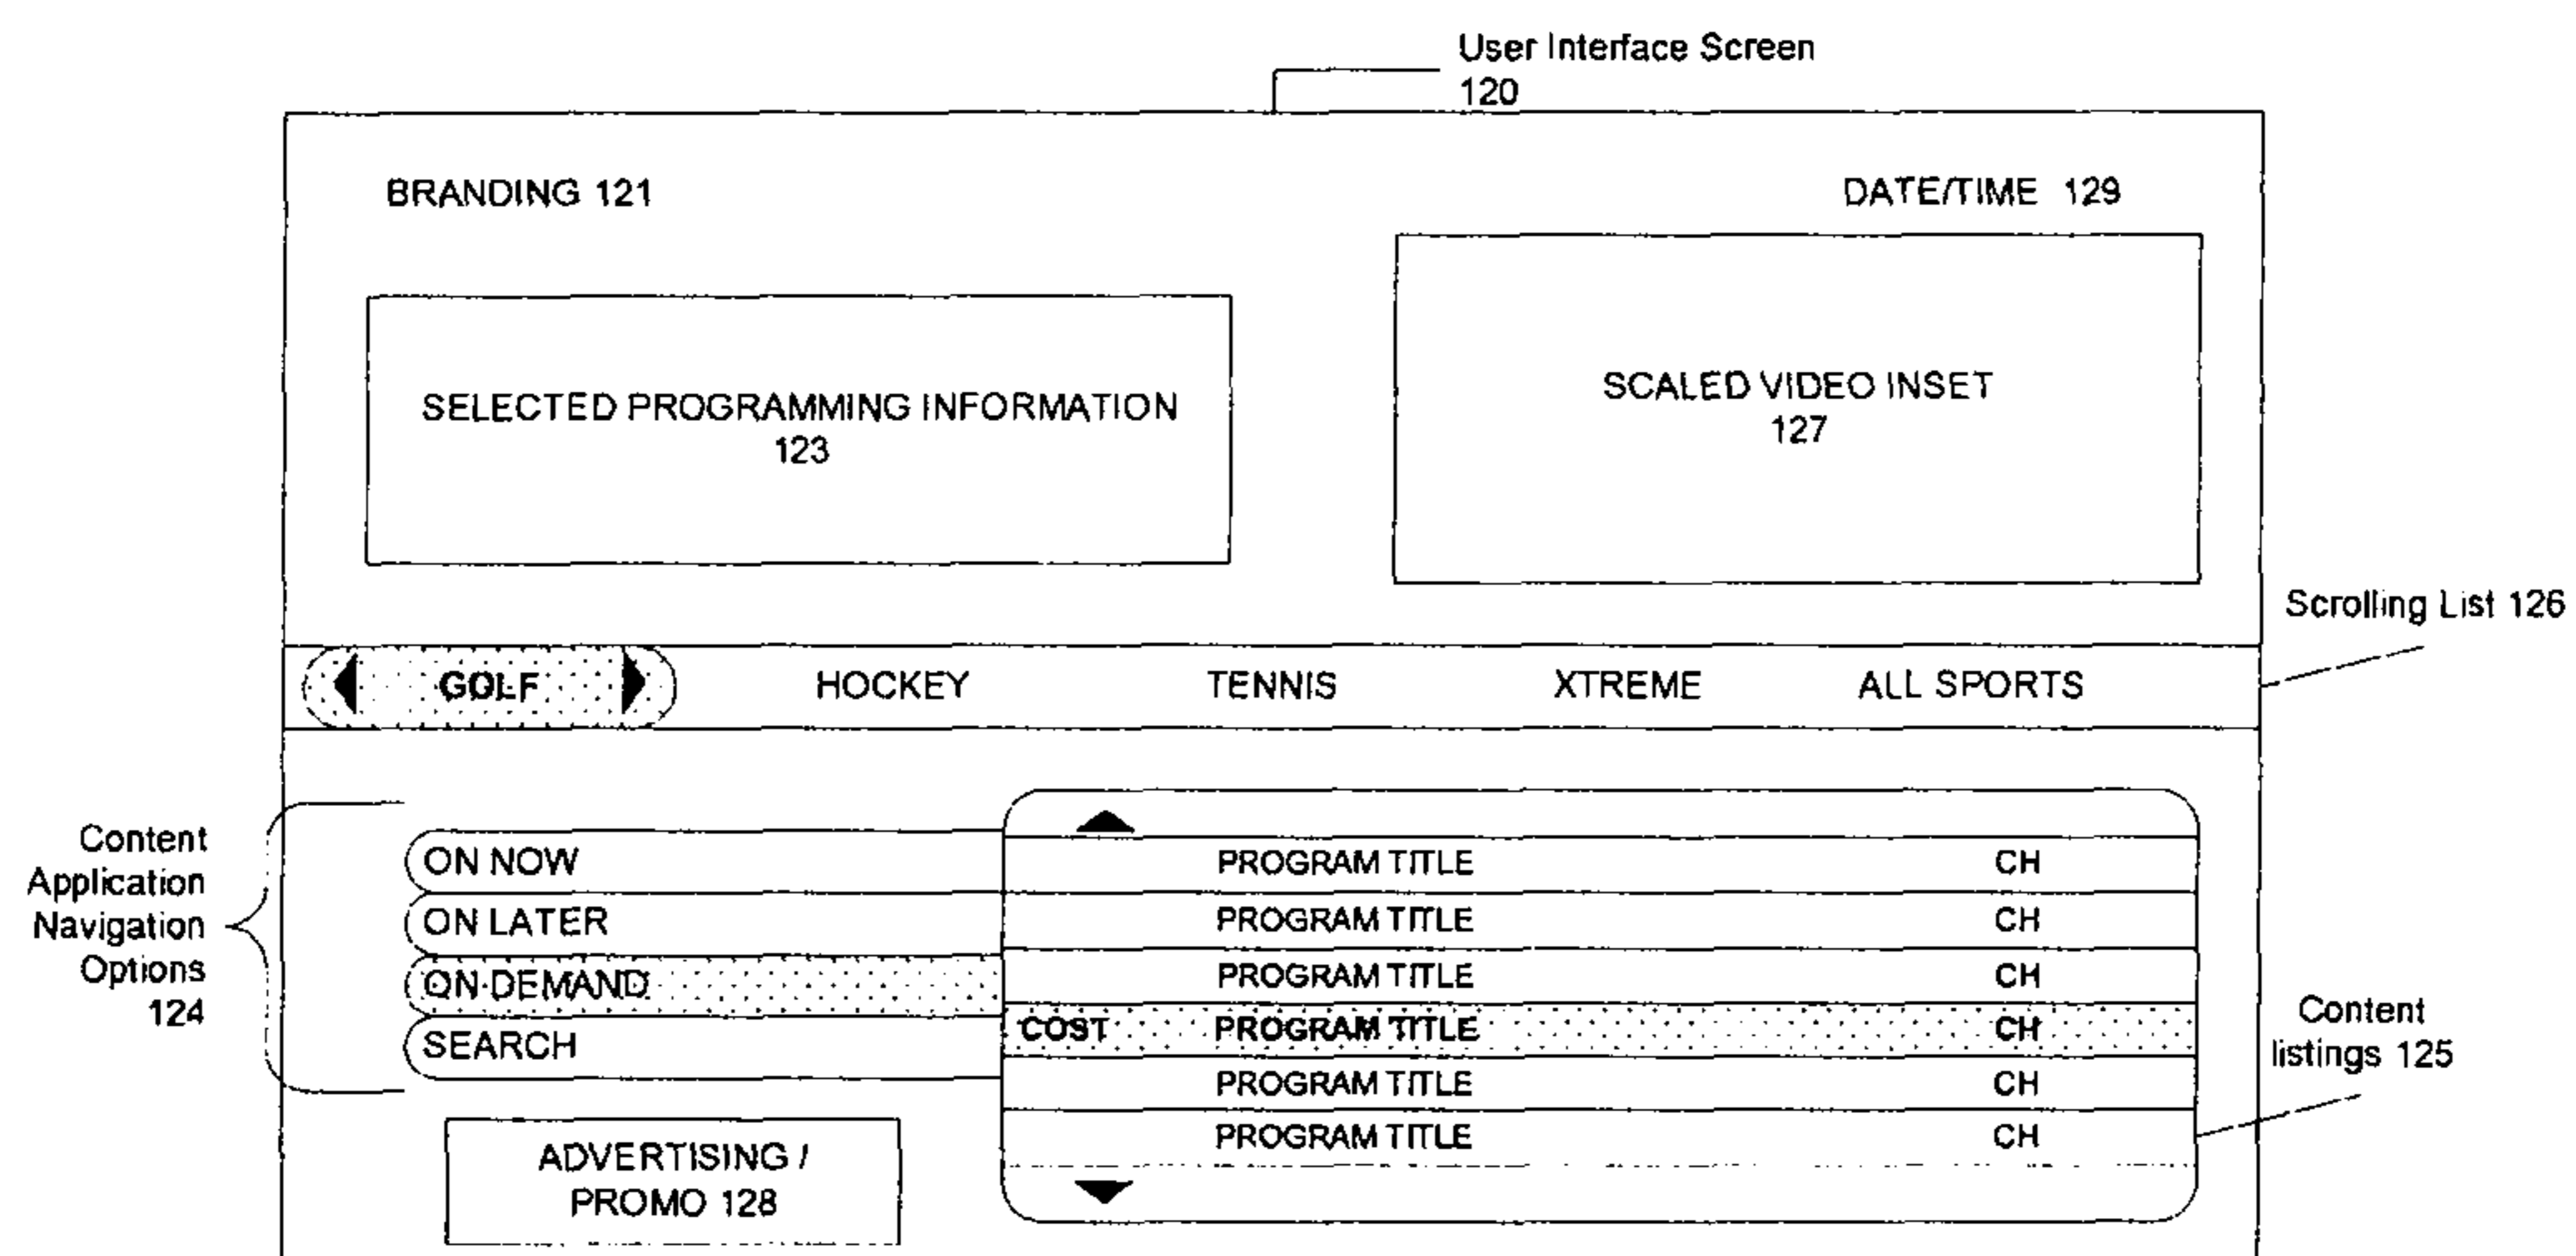 User Interface Screen
120
BRANDING 121
DATE/TIME 129
SELECTED PROGRAMMING INFORMATION
123
SCALED VIDEO INSET
127
Scrolling List 126
GOLF HOCKEY TENNIS XTREME ALL SPORTS
Content
Application
Navigation
Options
124
ON NOW
ON LATER
ON-DEMAND
SEARCH
PROGRAM TITLE CH
PROGRAM TITLE CH
PROGRAM TITLE CH
COST PROGRAM TITLE CH
PROGRAM TITLE CH
PROGRAM TITLE CH
Content
listings 125
ADVERTISING /
PROMO 128